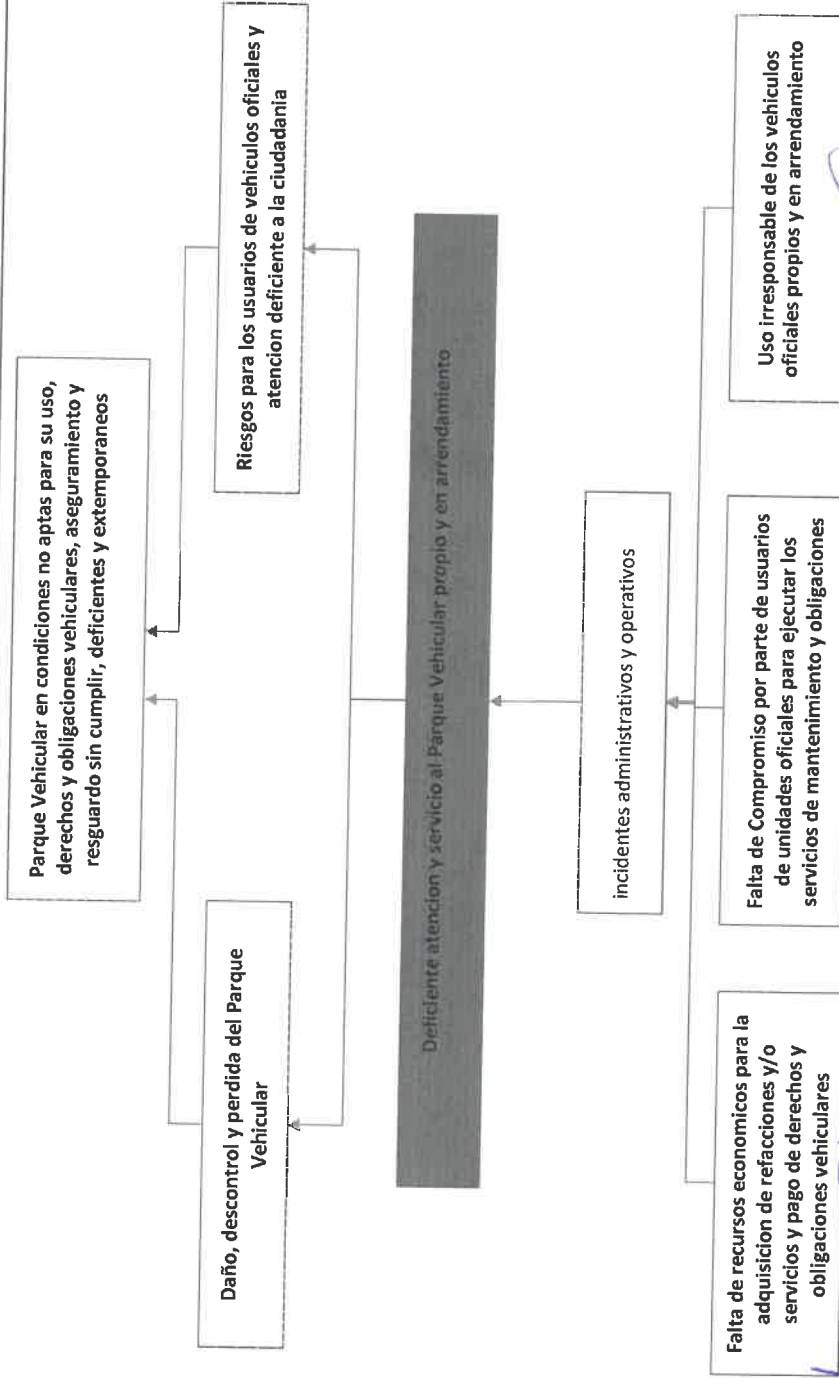 Parque Vehicular en condiciones no aptas para su uso,
derechos y obligaciones vehiculares, aseguramiento y
resguardo sin cumplir, deficientes y extemporaneos
Daño, descontrol y perdida del Parque
Vehicular
Riesgos para los usuarios de vehiculos oficiales y
atencion deficiente a la ciudadania
Deficiente atencion y servicio al Parque Vehicular propio y en arrendamiento
incidentes administrativos y operativos
Falta de recursos economicos para la
adquisicion de refacciones y/o
servicios y pago de derechos y
obligaciones vehiculares
Falta de Compromiso por parte de usuarios
de unidades oficiales para ejecutar los
servicios de mantenimiento y obligaciones
Uso irresponsable de los vehiculos
oficiales propios y en arrendamiento